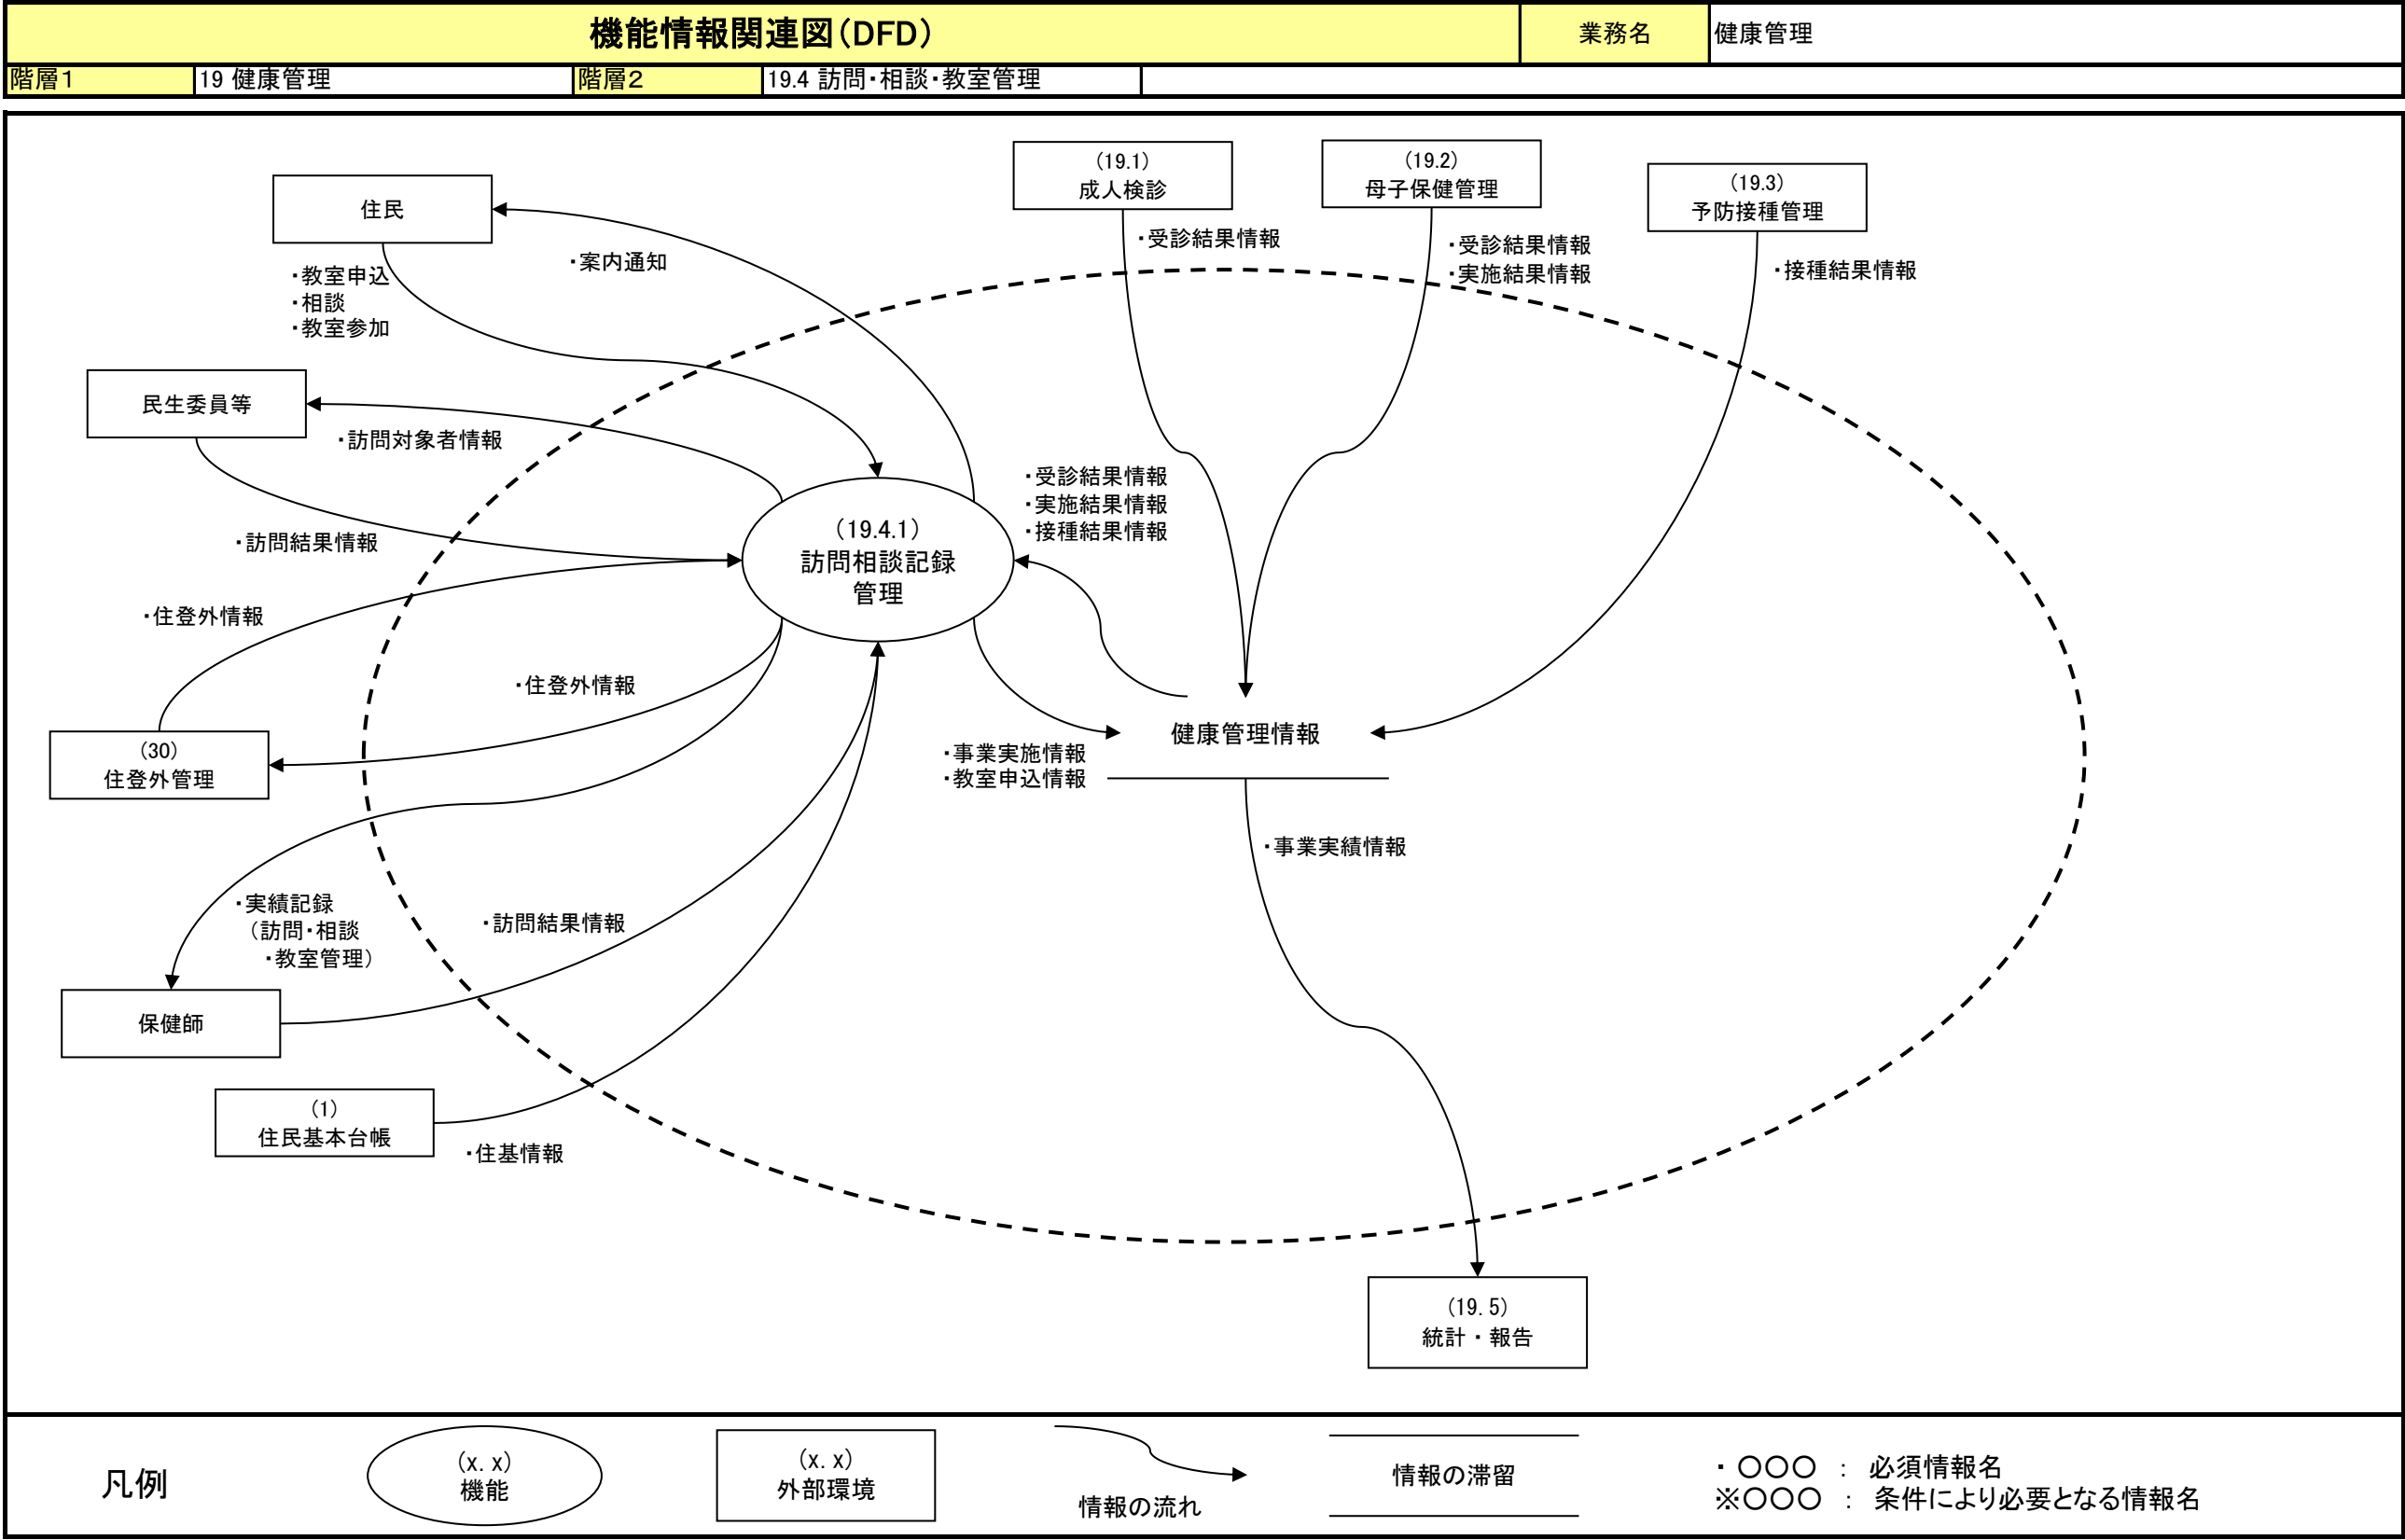 機能情報関連図（DFD）
業務名
健康管理
階層１
19 健康管理
階層２
19.4 訪問・相談・教室管理
（19.1）
成人検診
（19.2）
母子保健管理
（19.3）
予防接種管理
住民
・受診結果情報
・受診結果情報
・実施結果情報
・接種結果情報
・案内通知
・教室申込
・相談
・教室参加
民生委員等
・訪問対象者情報
・受診結果情報
・実施結果情報
・接種結果情報
（19.4.1）
訪問相談記録
管理
・訪問結果情報
・住登外情報
・住登外情報
（30）
住登外管理
健康管理情報
・事業実施情報
・教室申込情報
・事業実績情報
・実績記録
（訪問・相談
・教室管理）
・訪問結果情報
保健師
（1）
住民基本台帳
・住基情報
（19.5）
統計・報告
凡例
（x.x）
機能
（x.x）
外部環境
情報の流れ
情報の滞留
・ 〇〇〇 ： 必須情報名
※〇〇〇 ： 条件により必要となる情報名